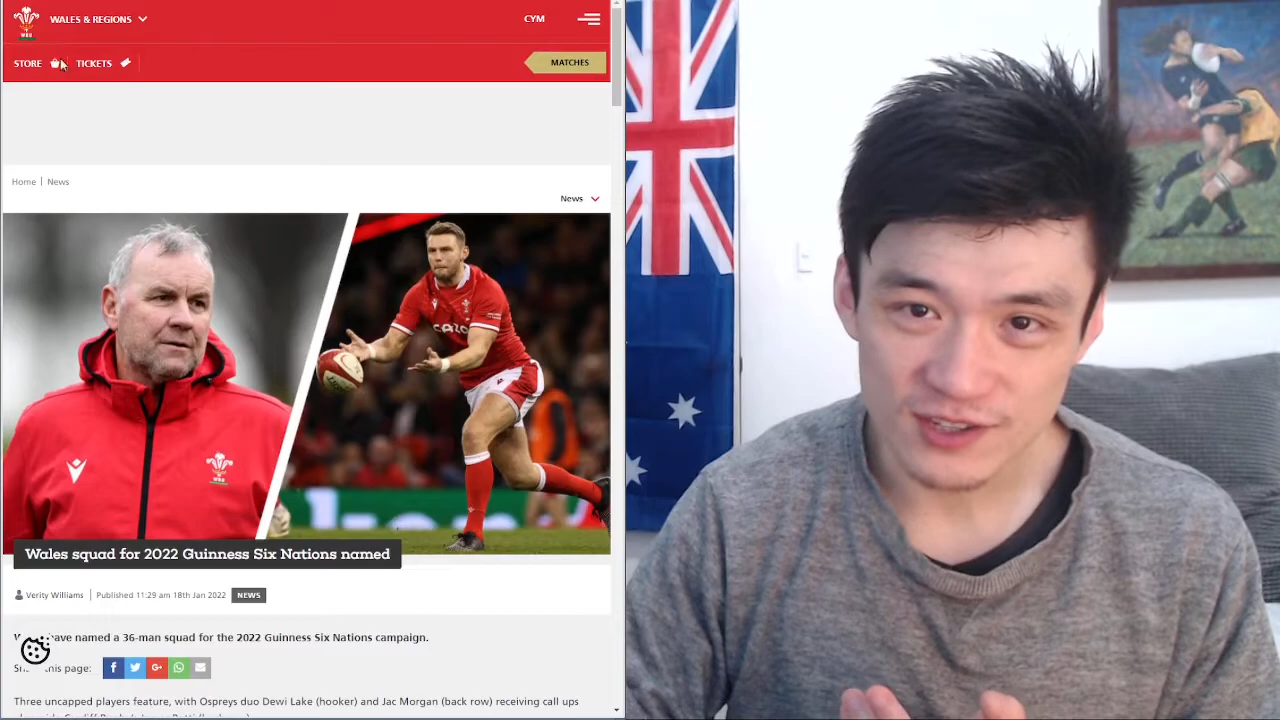 WALES & REGIONS
CYM
WRU
STORE
TICKETS
MATCHES
Home | News
News
CAZOO
WRU
Wales squad for 2022 Guinness Six Nations named
Verity Williams | Published 11:29 am 18th Jan 2022 NEWS
have named a 36-man squad for the 2022 Guinness Six Nations campaign.
this page:
Three uncapped players feature, with Ospreys duo Dewi Lake (hooker) and Jac Morgan (back row) receiving call ups